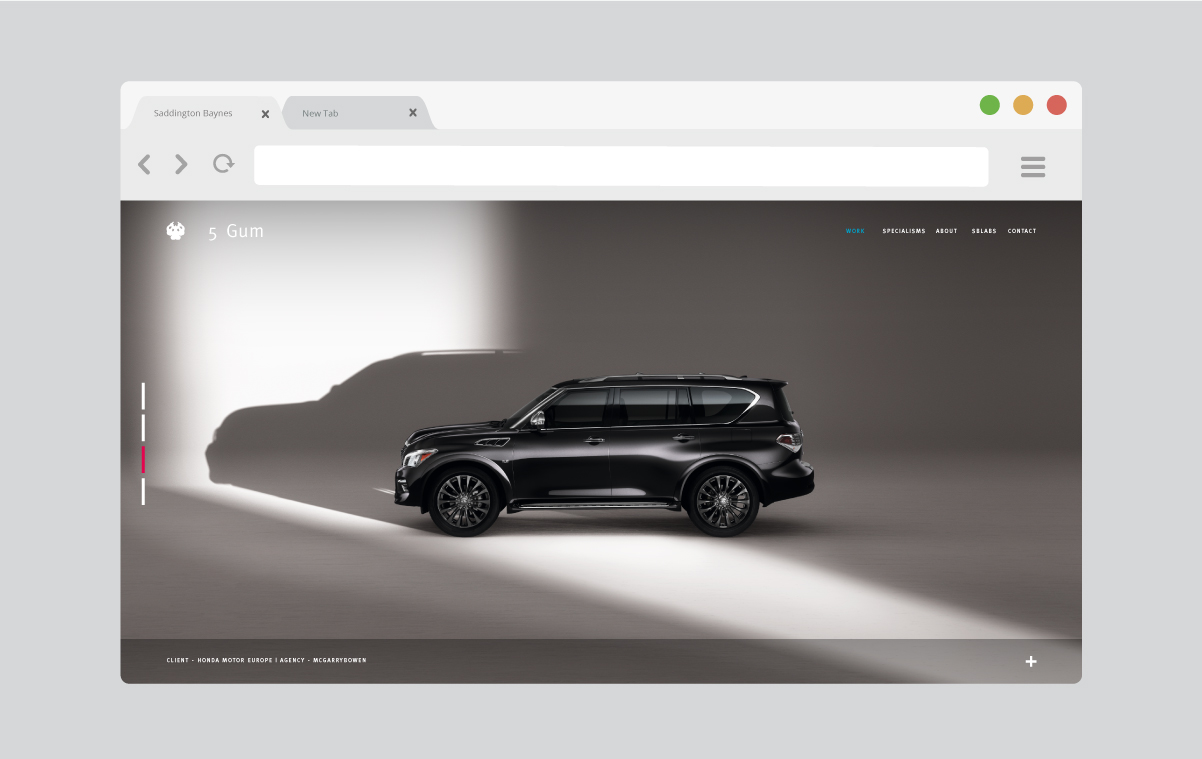 Saddington Baynes
New Tab
5 Gum
WORK SPECIALISMS ABOUT SBLABS CONTACT
CLIENT - HONDA MOTOR EUROPE | AGENCY - MCGARRYBOWEN